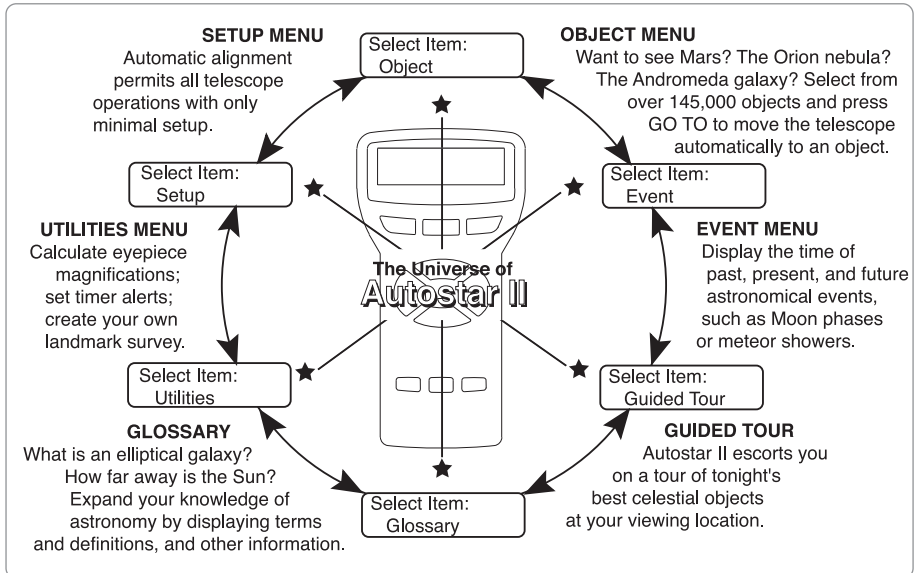 SETUP MENU
Automatic alignment
permits all telescope
operations with only
minimal setup.
Select Item:
Object
OBJECT MENU
Want to see Mars? The Orion nebula?
The Andromeda galaxy? Select from
over 145,000 objects and press
GO TO to move the telescope
automatically to an object.
Select Item:
Setup
Select Item:
Event
UTILITIES MENU
Calculate eyepiece
magnifications;
set timer alerts;
create your own
landmark survey.
The Universe of
Autostar II
EVENT MENU
Display the time of
past, present, and future
astronomical events,
such as Moon phases
or meteor showers.
Select Item:
Utilities
Select Item:
Guided Tour
GLOSSARY
What is an elliptical galaxy?
How far away is the Sun?
Expand your knowledge of
astronomy by displaying terms
and definitions, and other information.
Select Item:
Glossary
GUIDED TOUR
Autostar II escorts you
on a tour of tonight's
best celestial objects
at your viewing location.